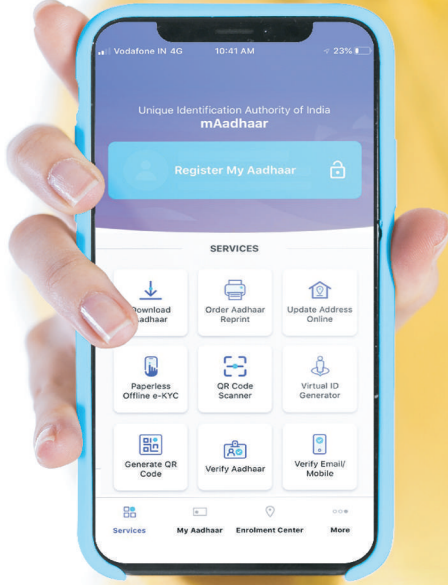 Vodafone IN 4G 10:41 AM 23%
Unique Identification Authority of India
mAadhaar
Register My Aadhaar
SERVICES
Download
Aadhaar
Order Aadhaar
Reprint
Update Address
Online
Paperless
Offline e-KYC
QR Code
Scanner
Virtual ID
Generator
Generate QR
Code
Verify Aadhaar
Verify Email/
Mobile
Services My Aadhaar Enrolment Center More